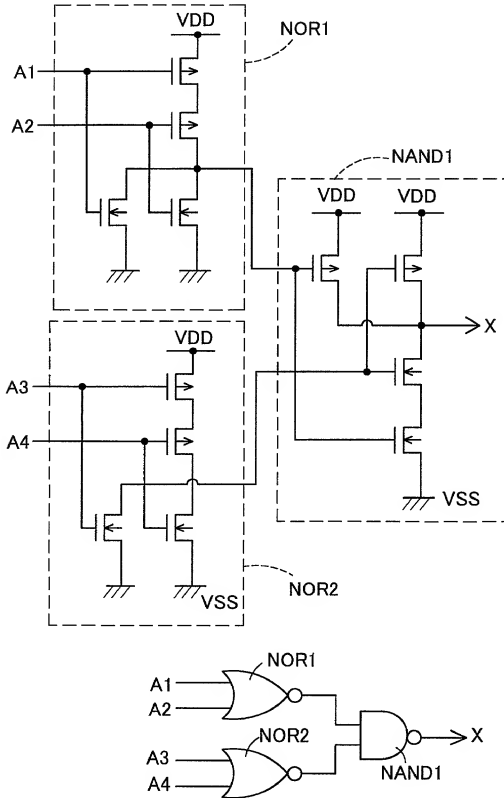 VDD
NOR1
A1
A2
NAND1
VDD
VDD
X
VDD
A3
A4
VSS
VSS
NOR2
NOR1
A1
A2
NOR2
X
A3
A4
NAND1